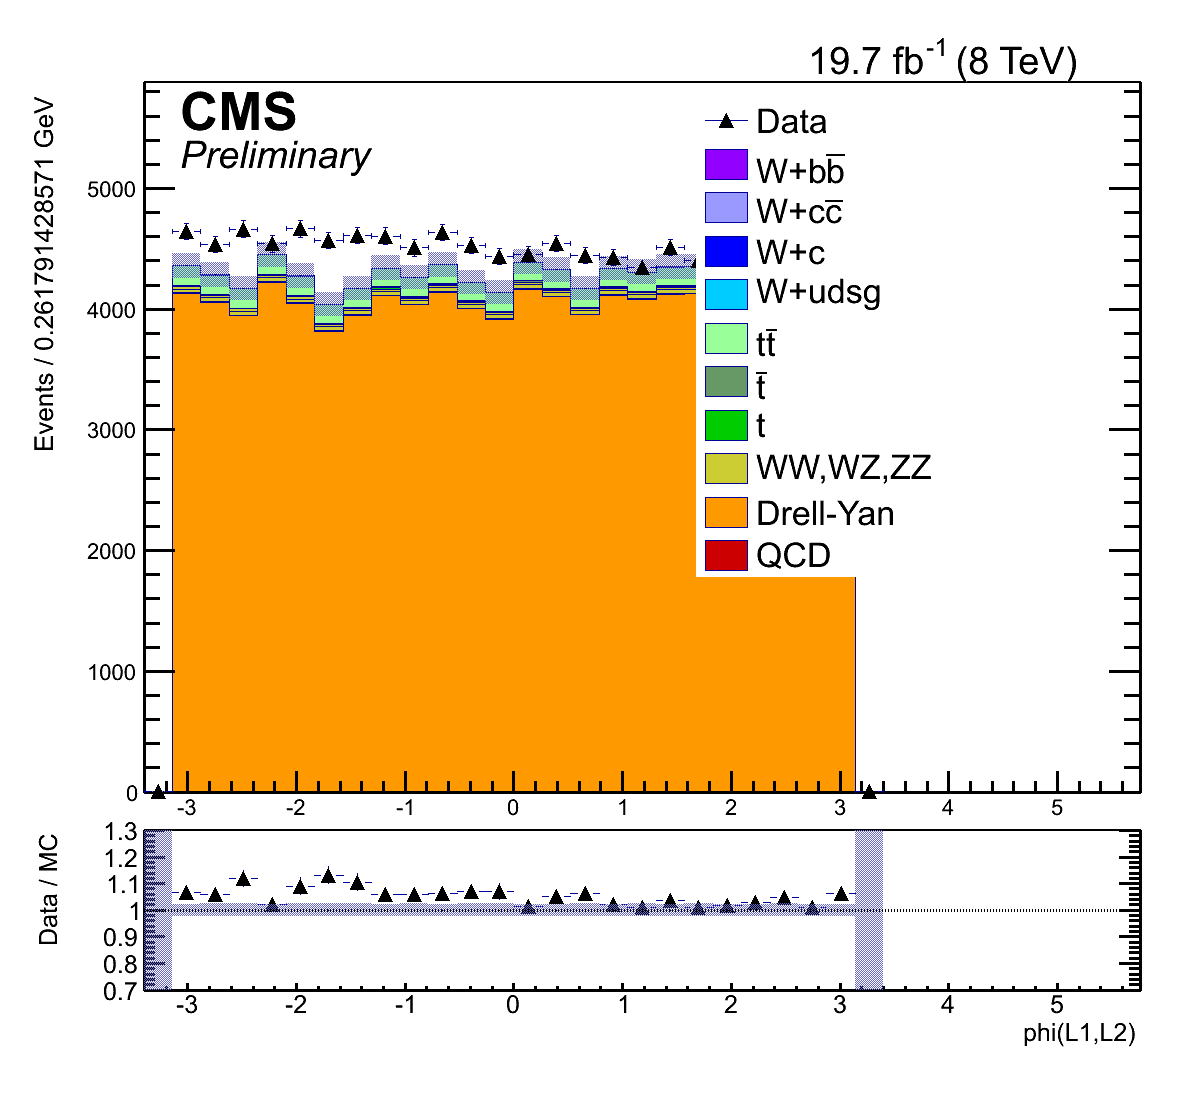 19.7 fb⁻¹ (8 TeV)
CMS
Preliminary
Data
W+bb̅
W+cc̅
W+c
W+udsg
tt̅
t̅
t
WW,WZ,ZZ
Drell-Yan
QCD
Events / 0.261791428571 GeV
5000
4000
3000
2000
1000
0
-3 -2 -1 0 1 2 3 4 5
Data / MC
1.3
1.2
1.1
1
0.9
0.8
0.7
-3 -2 -1 0 1 2 3 4 5
phi(L1,L2)